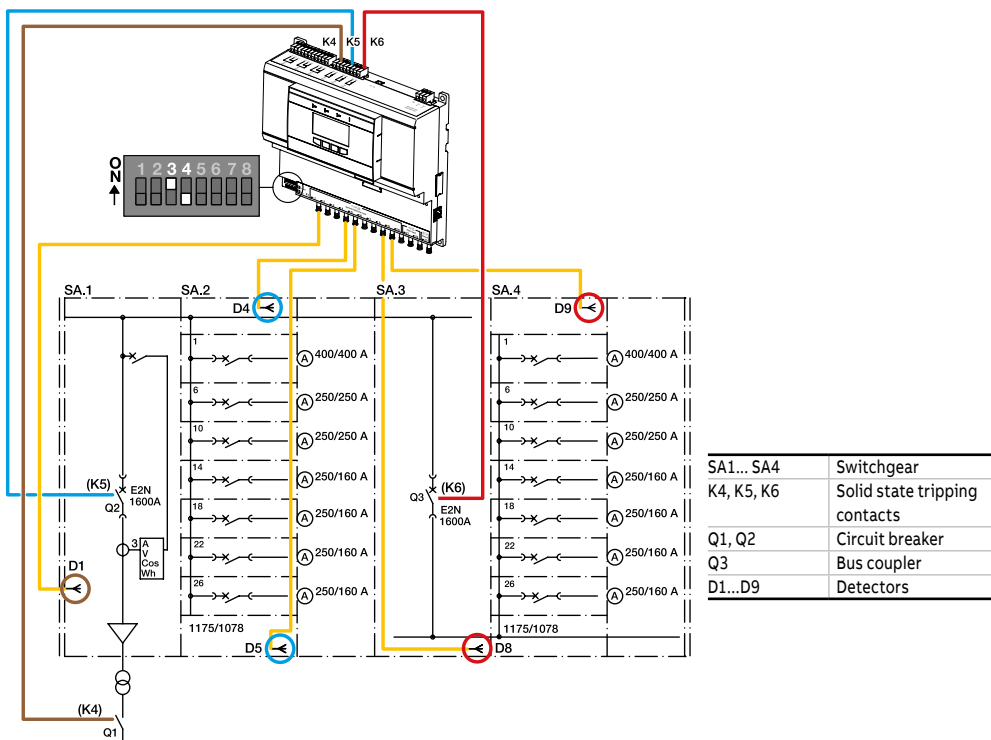 K4 K5 K6
ON
1 2 3 4 5 6 7 8
SA.1
SA.2
SA.3
SA.4
D4
D9
1
400/400 A
A
6
250/250 A
A
10
250/250 A
A
14
250/160 A
A
18
250/160 A
A
22
250/160 A
A
26
250/160 A
A
1175/1078
D5
(K5)
E2N
1600A
Q2
3
A
V
Cos
Wh
D1
(K4)
Q1
(K6)
Q3
E2N
1600A
1
400/400 A
A
6
250/250 A
A
10
250/250 A
A
14
250/160 A
A
18
250/160 A
A
22
250/160 A
A
26
250/160 A
A
1175/1078
D8
SA1... SA4 Switchgear
K4, K5, K6 Solid state tripping
contacts
Q1, Q2 Circuit breaker
Q3 Bus coupler
D1...D9 Detectors